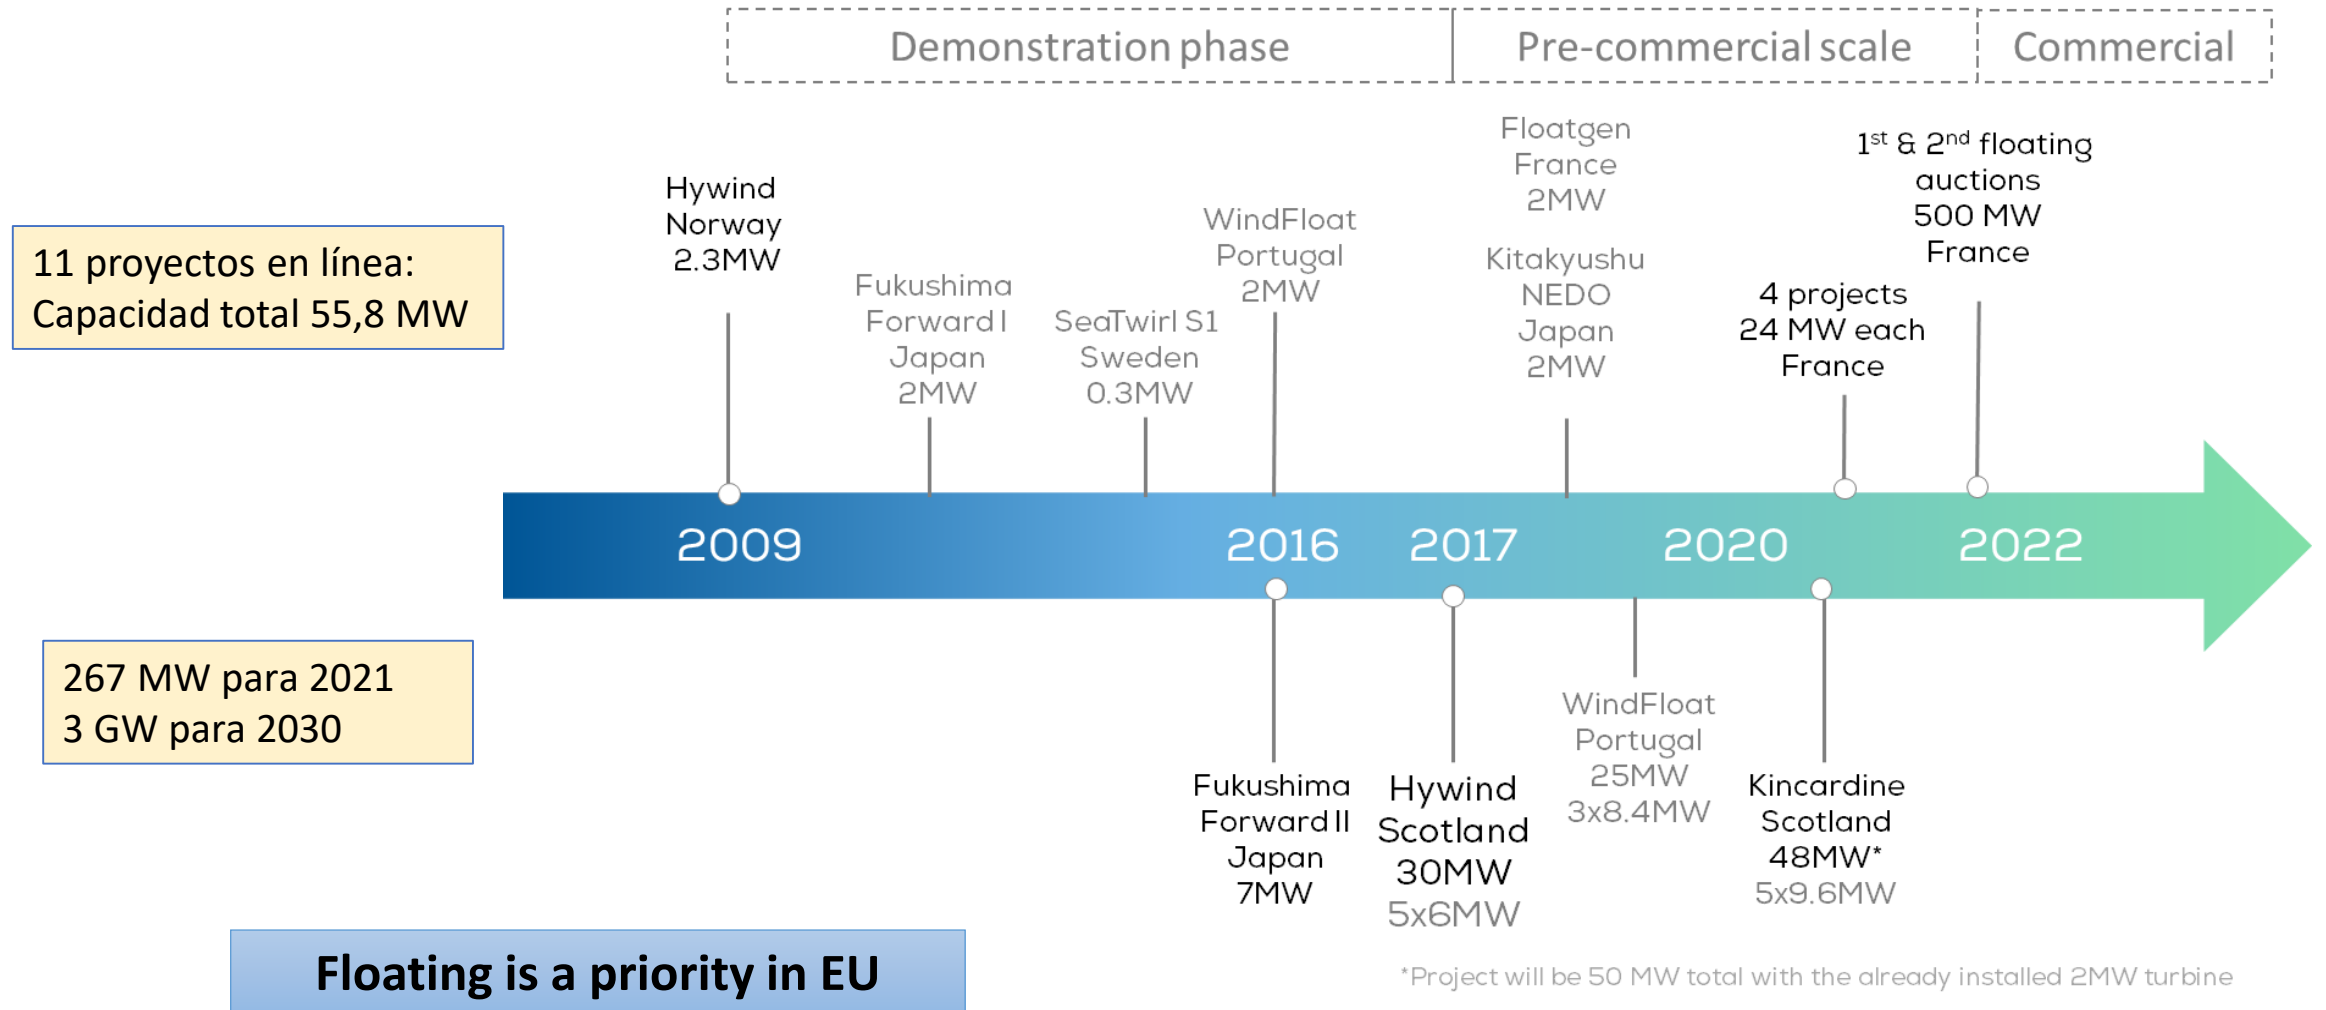 Demonstration phase
Pre-commercial scale
Commercial
11 proyectos en línea:
Capacidad total 55,8 MW
Hywind
Norway
2.3MW
Fukushima
Forward I
Japan
2MW
SeaTwirl S1
Sweden
0.3MW
WindFloat
Portugal
2MW
Floatgen
France
2MW
Kitakyushu
NEDO
Japan
2MW
4 projects
24 MW each
France
1st & 2nd floating
auctions
500 MW
France
2009
2016
2017
2020
2022
267 MW para 2021
3 GW para 2030
Fukushima
Forward II
Japan
7MW
Hywind
Scotland
30MW
5x6MW
WindFloat
Portugal
25MW
3x8.4MW
Kincardine
Scotland
48MW*
5x9.6MW
Floating is a priority in EU
*Project will be 50 MW total with the already installed 2MW turbine